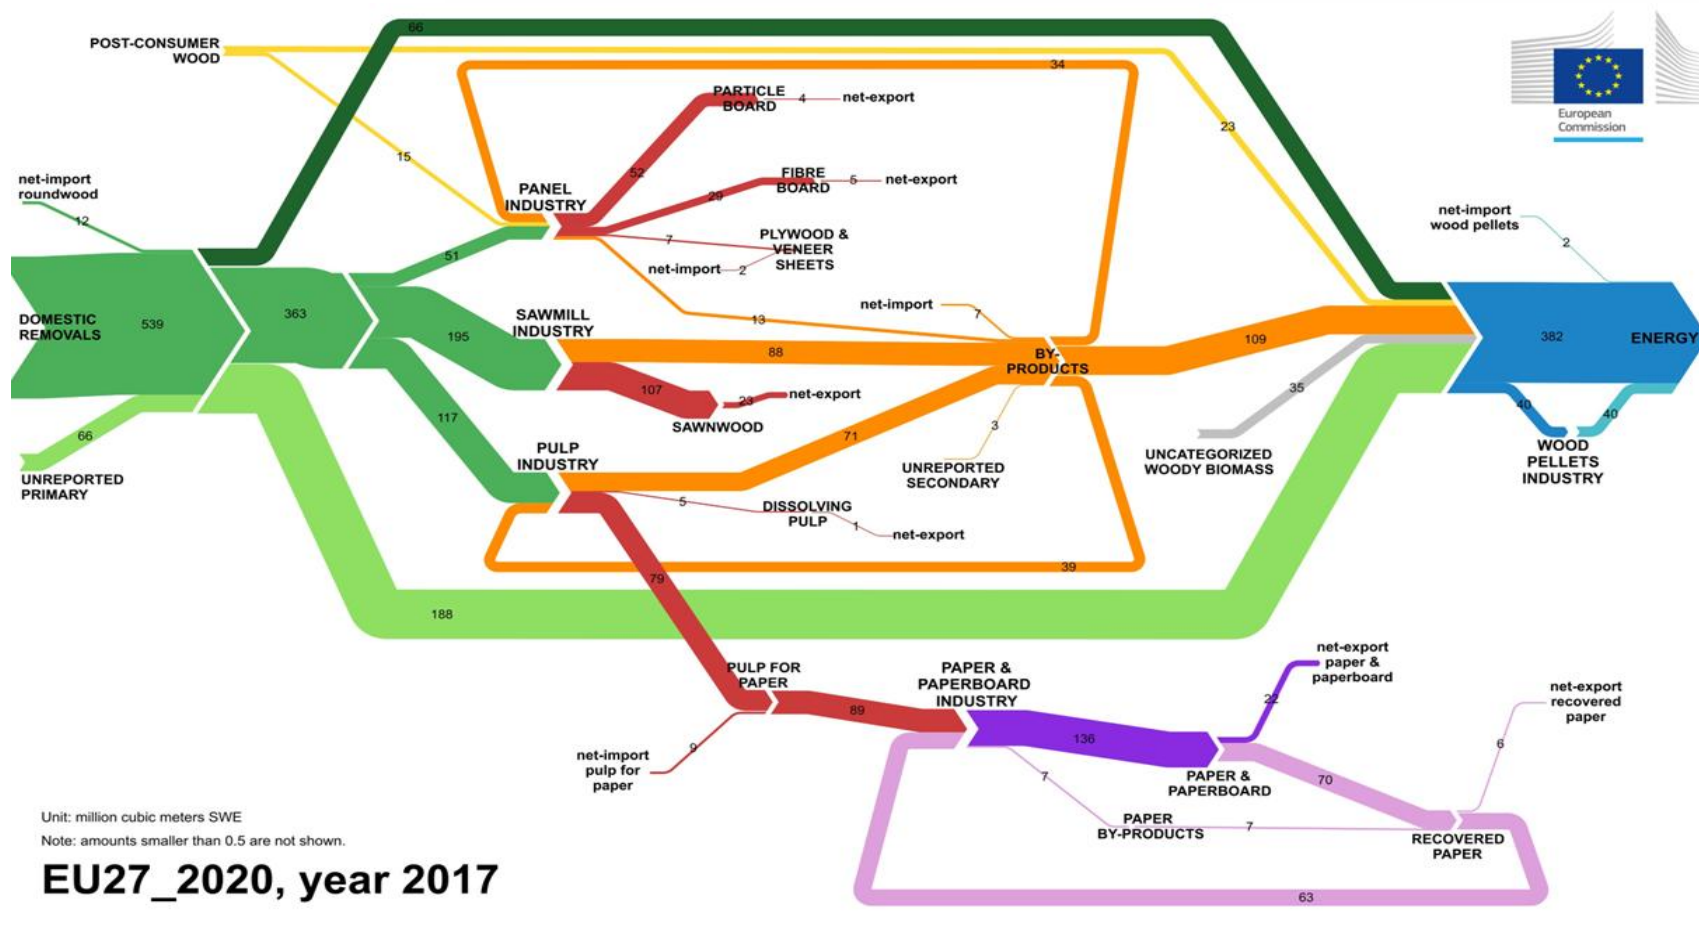 POST-CONSUMER
WOOD
66
34
PARTICLE
BOARD
4
net-export
European
Commission
23
15
52
net-import
roundwood
12
PANEL
INDUSTRY
FIBRE
BOARD
5
net-export
29
7
PLYWOOD &
VENEER
SHEETS
net-import
2
51
net-import
wood pellets
2
DOMESTIC
REMOVALS
539
363
195
SAWMILL
INDUSTRY
13
net-import
7
88
BY-
PRODUCTS
109
382
ENERGY
107
23
net-export
SAWNWOOD
35
40
40
117
66
UNREPORTED
PRIMARY
PULP
INDUSTRY
71
3
UNREPORTED
SECONDARY
UNCATEGORIZED
WOODY BIOMASS
WOOD
PELLETS
INDUSTRY
5
DISSOLVING
PULP
1
net-export
39
79
188
PULP FOR
PAPER
89
net-import
pulp for
paper
9
PAPER &
PAPERBOARD
INDUSTRY
136
net-export
paper &
paperboard
22
net-export
recovered
paper
6
7
PAPER &
PAPERBOARD
70
PAPER
BY-PRODUCTS
7
RECOVERED
PAPER
63
Unit: million cubic meters SWE
Note: amounts smaller than 0.5 are not shown.
EU27_2020, year 2017